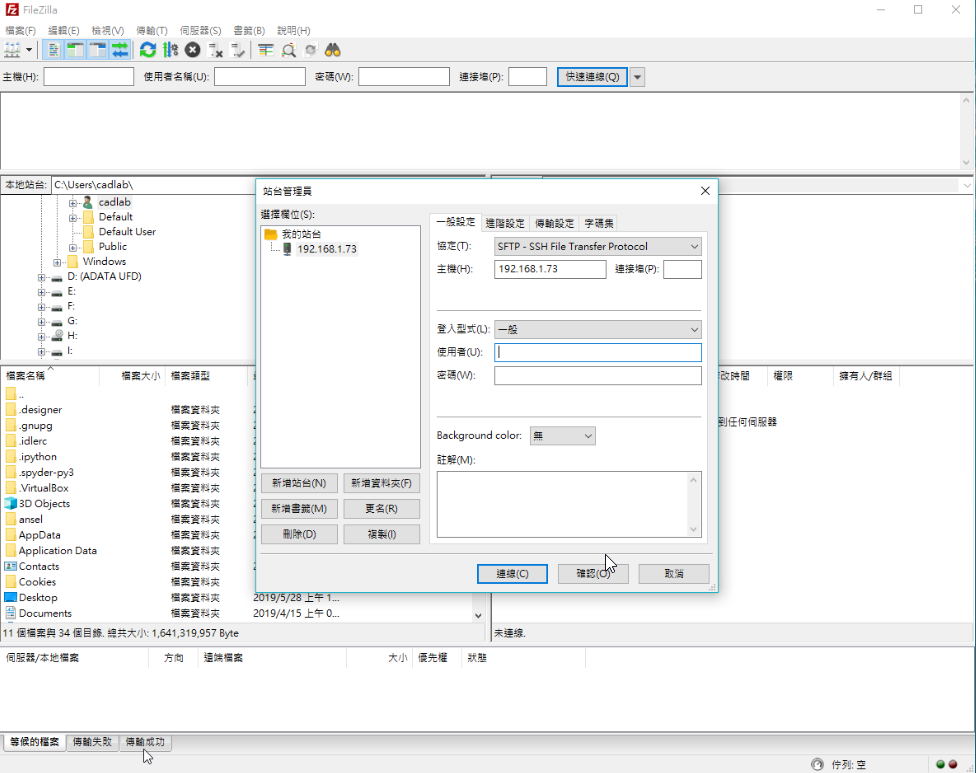 FileZilla
檔案(F) 編輯(E) 檢視(V) 傳輸(T) 伺服器(S) 書籤(B) 說明(H)
主機(H): 使用者名稱(U): 密碼(W): 連接埠(P): 快速連線(Q)
本地站台: C:\Users\cadlab\
cadlab
Default
Default User
Public
Windows
D: (ADATA UFD)
E:
F:
G:
H:
I:
檔案名稱 檔案大小 檔案類型
..
.designer 檔案資料夾
.gnupg 檔案資料夾
.idlerc 檔案資料夾
.ipython 檔案資料夾
.spyder-py3 檔案資料夾
.VirtualBox 檔案資料夾
3D Objects 檔案資料夾
ansel 檔案資料夾
AppData 檔案資料夾
Application Data 檔案資料夾
Contacts 檔案資料夾
Cookies 檔案資料夾
Desktop 檔案資料夾 2019/5/28 上午 1...
Documents 檔案資料夾 2019/4/15 上午 0...
11 個檔案與 34 個目錄. 總共大小: 1,641,319,957 Byte
站台管理員
選擇欄位(S):
我的站台
192.168.1.73
新增站台(N) 新增資料夾(F)
新增書籤(M) 更名(R)
刪除(D) 複製(I)
一般設定 進階設定 傳輸設定 字碼集
協定(T): SFTP - SSH File Transfer Protocol
主機(H): 192.168.1.73 連接埠(P):
登入型式(L): 一般
使用者(U):
密碼(W):
Background color: 無
註解(M):
連線(C) 確認(O) 取消
改時間 權限 擁有人/群組
到任何伺服器
未連線.
伺服器/本地檔案 方向 遠端檔案 大小 優先權 狀態
等候的檔案 傳輸失敗 傳輸成功
佇列: 空